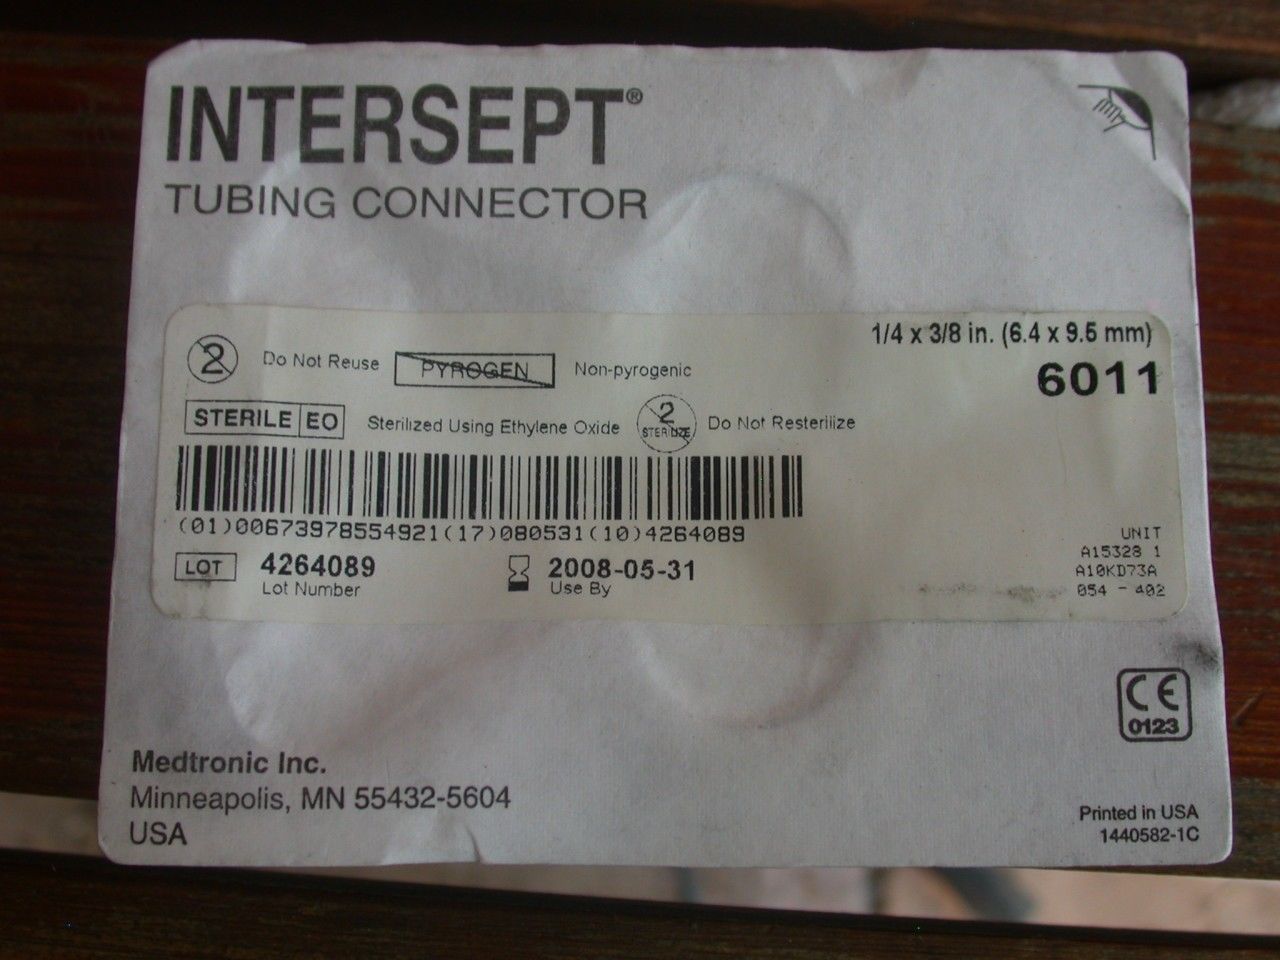 INTERSEPT®
TUBING CONNECTOR
1/4 x 3/8 in. (6.4 x 9.5 mm)
6011
2 Do Not Reuse PYROGEN Non-pyrogenic
STERILE EO Sterilized Using Ethylene Oxide 2 STERILIZE Do Not Resterilize
(01)00673978554921(17)080531(10)4264089
LOT 4264089 2008-05-31
Lot Number Use By
UNIT
A15328 1
A10KD73A
054 - 402
CE
0123
Medtronic Inc.
Minneapolis, MN 55432-5604
USA
Printed in USA
1440582-1C